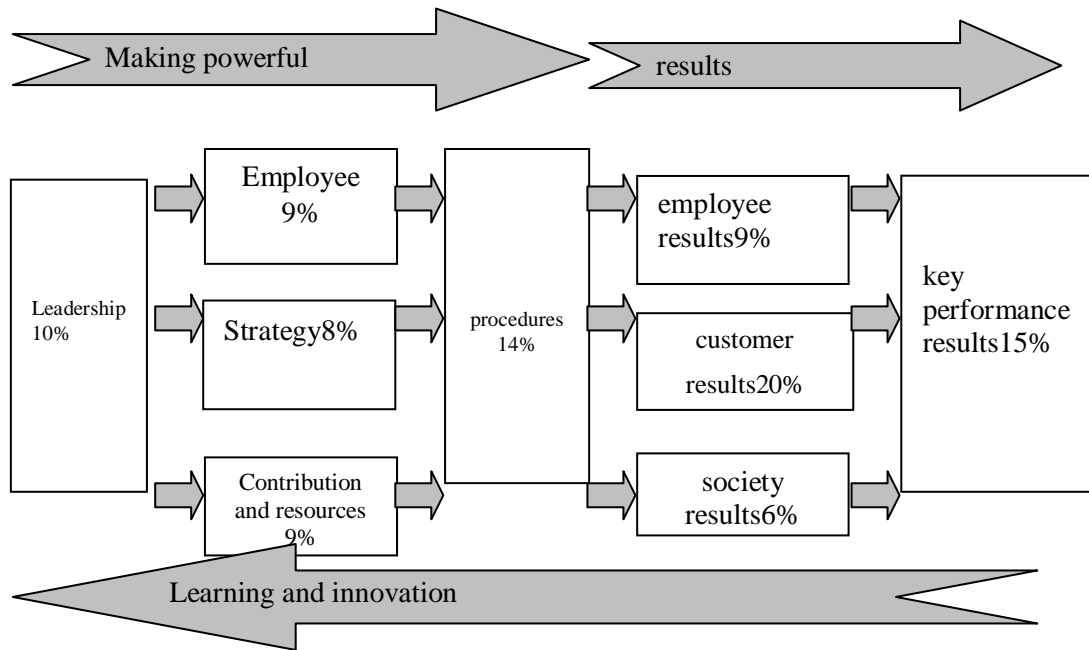 Making powerful
results
Leadership
10%
Employee
9%
Strategy8%
Contribution
and resources
9%
procedures
14%
employee
results9%
customer
results20%
society
results6%
key
performance
results15%
Learning and innovation